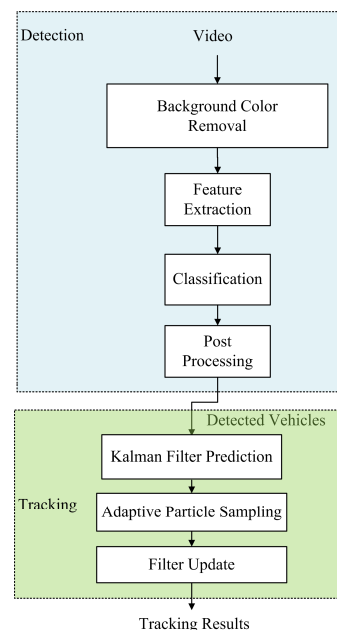 Detection
Video
Background Color
Removal
Feature
Extraction
Classification
Post
Processing
Detected Vehicles
Kalman Filter Prediction
Tracking
Adaptive Particle Sampling
Filter Update
Tracking Results